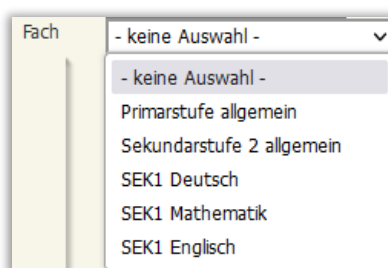 Fach
- keine Auswahl -
- keine Auswahl -
Primarstufe allgemein
Sekundarstufe 2 allgemein
SEK1 Deutsch
SEK1 Mathematik
SEK1 Englisch